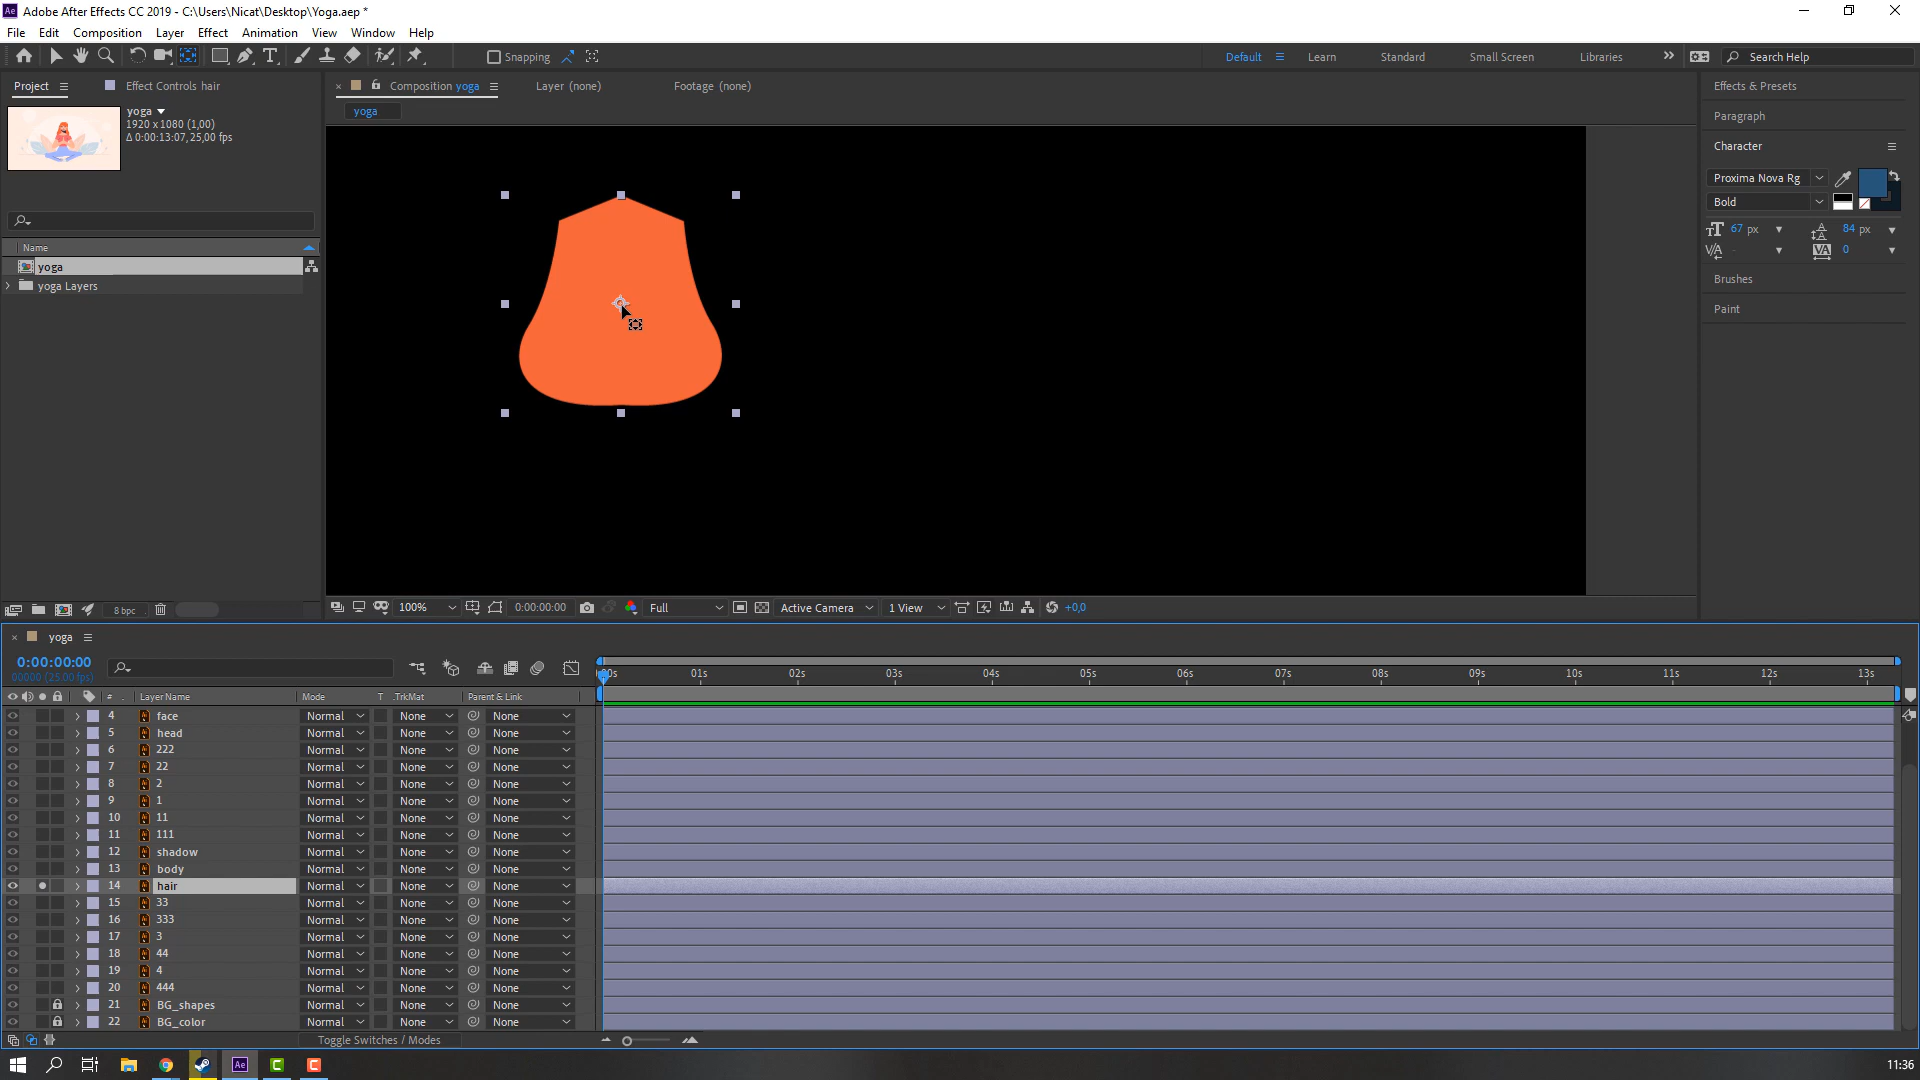 Adobe After Effects CC 2019 - C:\Users\Nicat\Desktop\Yoga.aep *
File Edit Composition Layer Effect Animation View Window Help
Snapping
Default Learn Standard Small Screen Libraries Search Help
Project Effect Controls hair
Composition yoga Layer (none) Footage (none)
yoga
yoga
1920 x 1080 (1,00)
Δ 0:00:13:07, 25,00 fps
Name
yoga
yoga Layers
Effects & Presets
Paragraph
Character
Proxima Nova Rg
Bold
67 px 84 px
0
Brushes
Paint
8 bpc
100% 0:00:00:00 Full Active Camera 1 View +0,0
yoga
0:00:00:00
00000 (25.00 fps)
00s 01s 02s 03s 04s 05s 06s 07s 08s 09s 10s 11s 12s 13s
# Layer Name Mode T .TrkMat Parent & Link
4 face Normal None None
5 head Normal None None
6 222 Normal None None
7 22 Normal None None
8 2 Normal None None
9 1 Normal None None
10 11 Normal None None
11 111 Normal None None
12 shadow Normal None None
13 body Normal None None
14 hair Normal None None
15 33 Normal None None
16 333 Normal None None
17 3 Normal None None
18 44 Normal None None
19 4 Normal None None
20 444 Normal None None
21 BG_shapes Normal None None
22 BG_color Normal None None
Toggle Switches / Modes
11:36